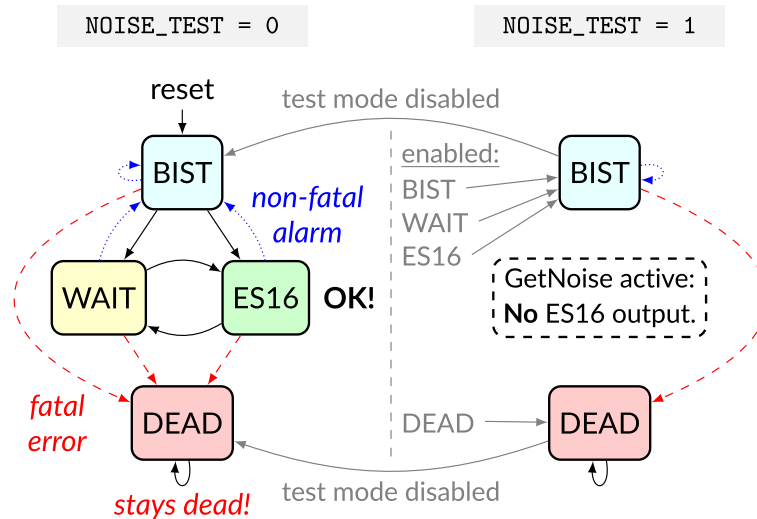 NOISE_TEST = 0
NOISE_TEST = 1
reset
test mode disabled
enabled:
BIST
BIST
BIST
non-fatal
alarm
WAIT
ES16
WAIT
ES16
OK!
GetNoise active:
No ES16 output.
fatal
error
DEAD
DEAD
DEAD
stays dead!
test mode disabled